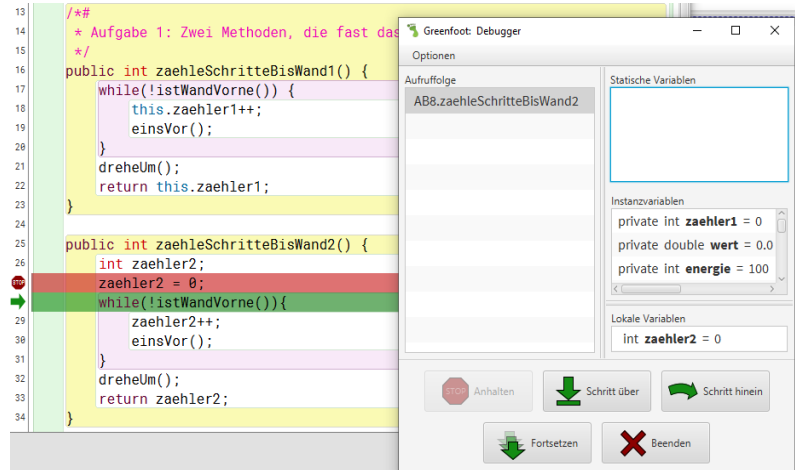 13 /*#
14 * Aufgabe 1: Zwei Methoden, die fast das
15 */
16 public int zaehleSchritteBisWand1() {
17 while(!istWandVorne()) {
18 this.zaehler1++;
19 einsVor();
20 }
21 dreheUm();
22 return this.zaehler1;
23 }
24
25 public int zaehleSchritteBisWand2() {
26 int zaehler2;
STOP zaehler2 = 0;
while(!istWandVorne()){
29 zaehler2++;
30 einsVor();
31 }
32 dreheUm();
33 return zaehler2;
34 }
Greenfoot: Debugger
Optionen
Aufruffolge
AB8.zaehleSchritteBisWand2
Statische Variablen
Instanzvariablen
private int zaehler1 = 0
private double wert = 0.0
private int energie = 100
Lokale Variablen
int zaehler2 = 0
STOP Anhalten
Schritt über
Schritt hinein
Fortsetzen
Beenden